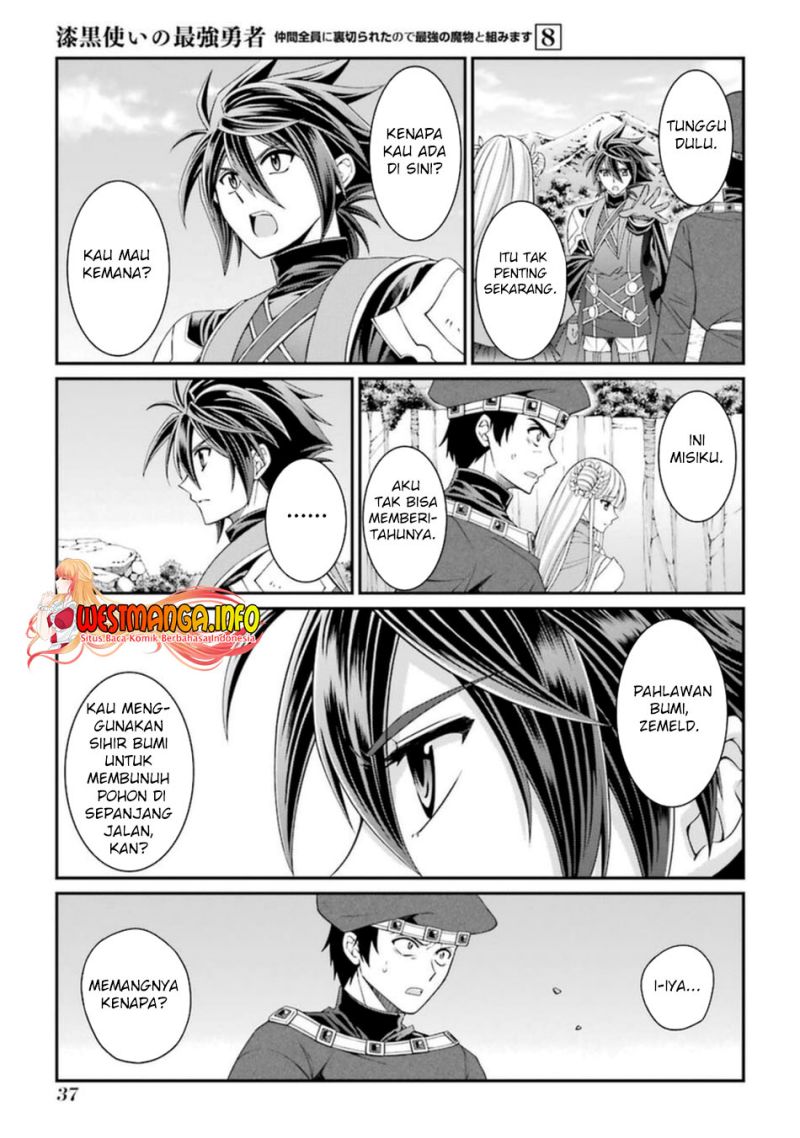 漆黒使いの最強勇者 仲間全員に裏切られたので最強の魔物と組みます 8
TUNGGU
DULU.
ITU TAK
PENTING
SEKARANG.
KENAPA
KAU ADA
DI SINI?
KAU MAU
KEMANA?
INI
MISIKU.
AKU
TAK BISA
MEMBERI-
TAHUNYA.
......
WESTMANGA.INFO
Situs Baca Komik Berbahasa Indonesia
PAHLAWAN
BUMI,
ZEMELD.
KAU MENG-
GUNAKAN
SIHIR BUMI
UNTUK
MEMBUNUH
POHON DI
SEPANJANG
JALAN,
KAN?
I-IYA...
MEMANGNYA
KENAPA?
37